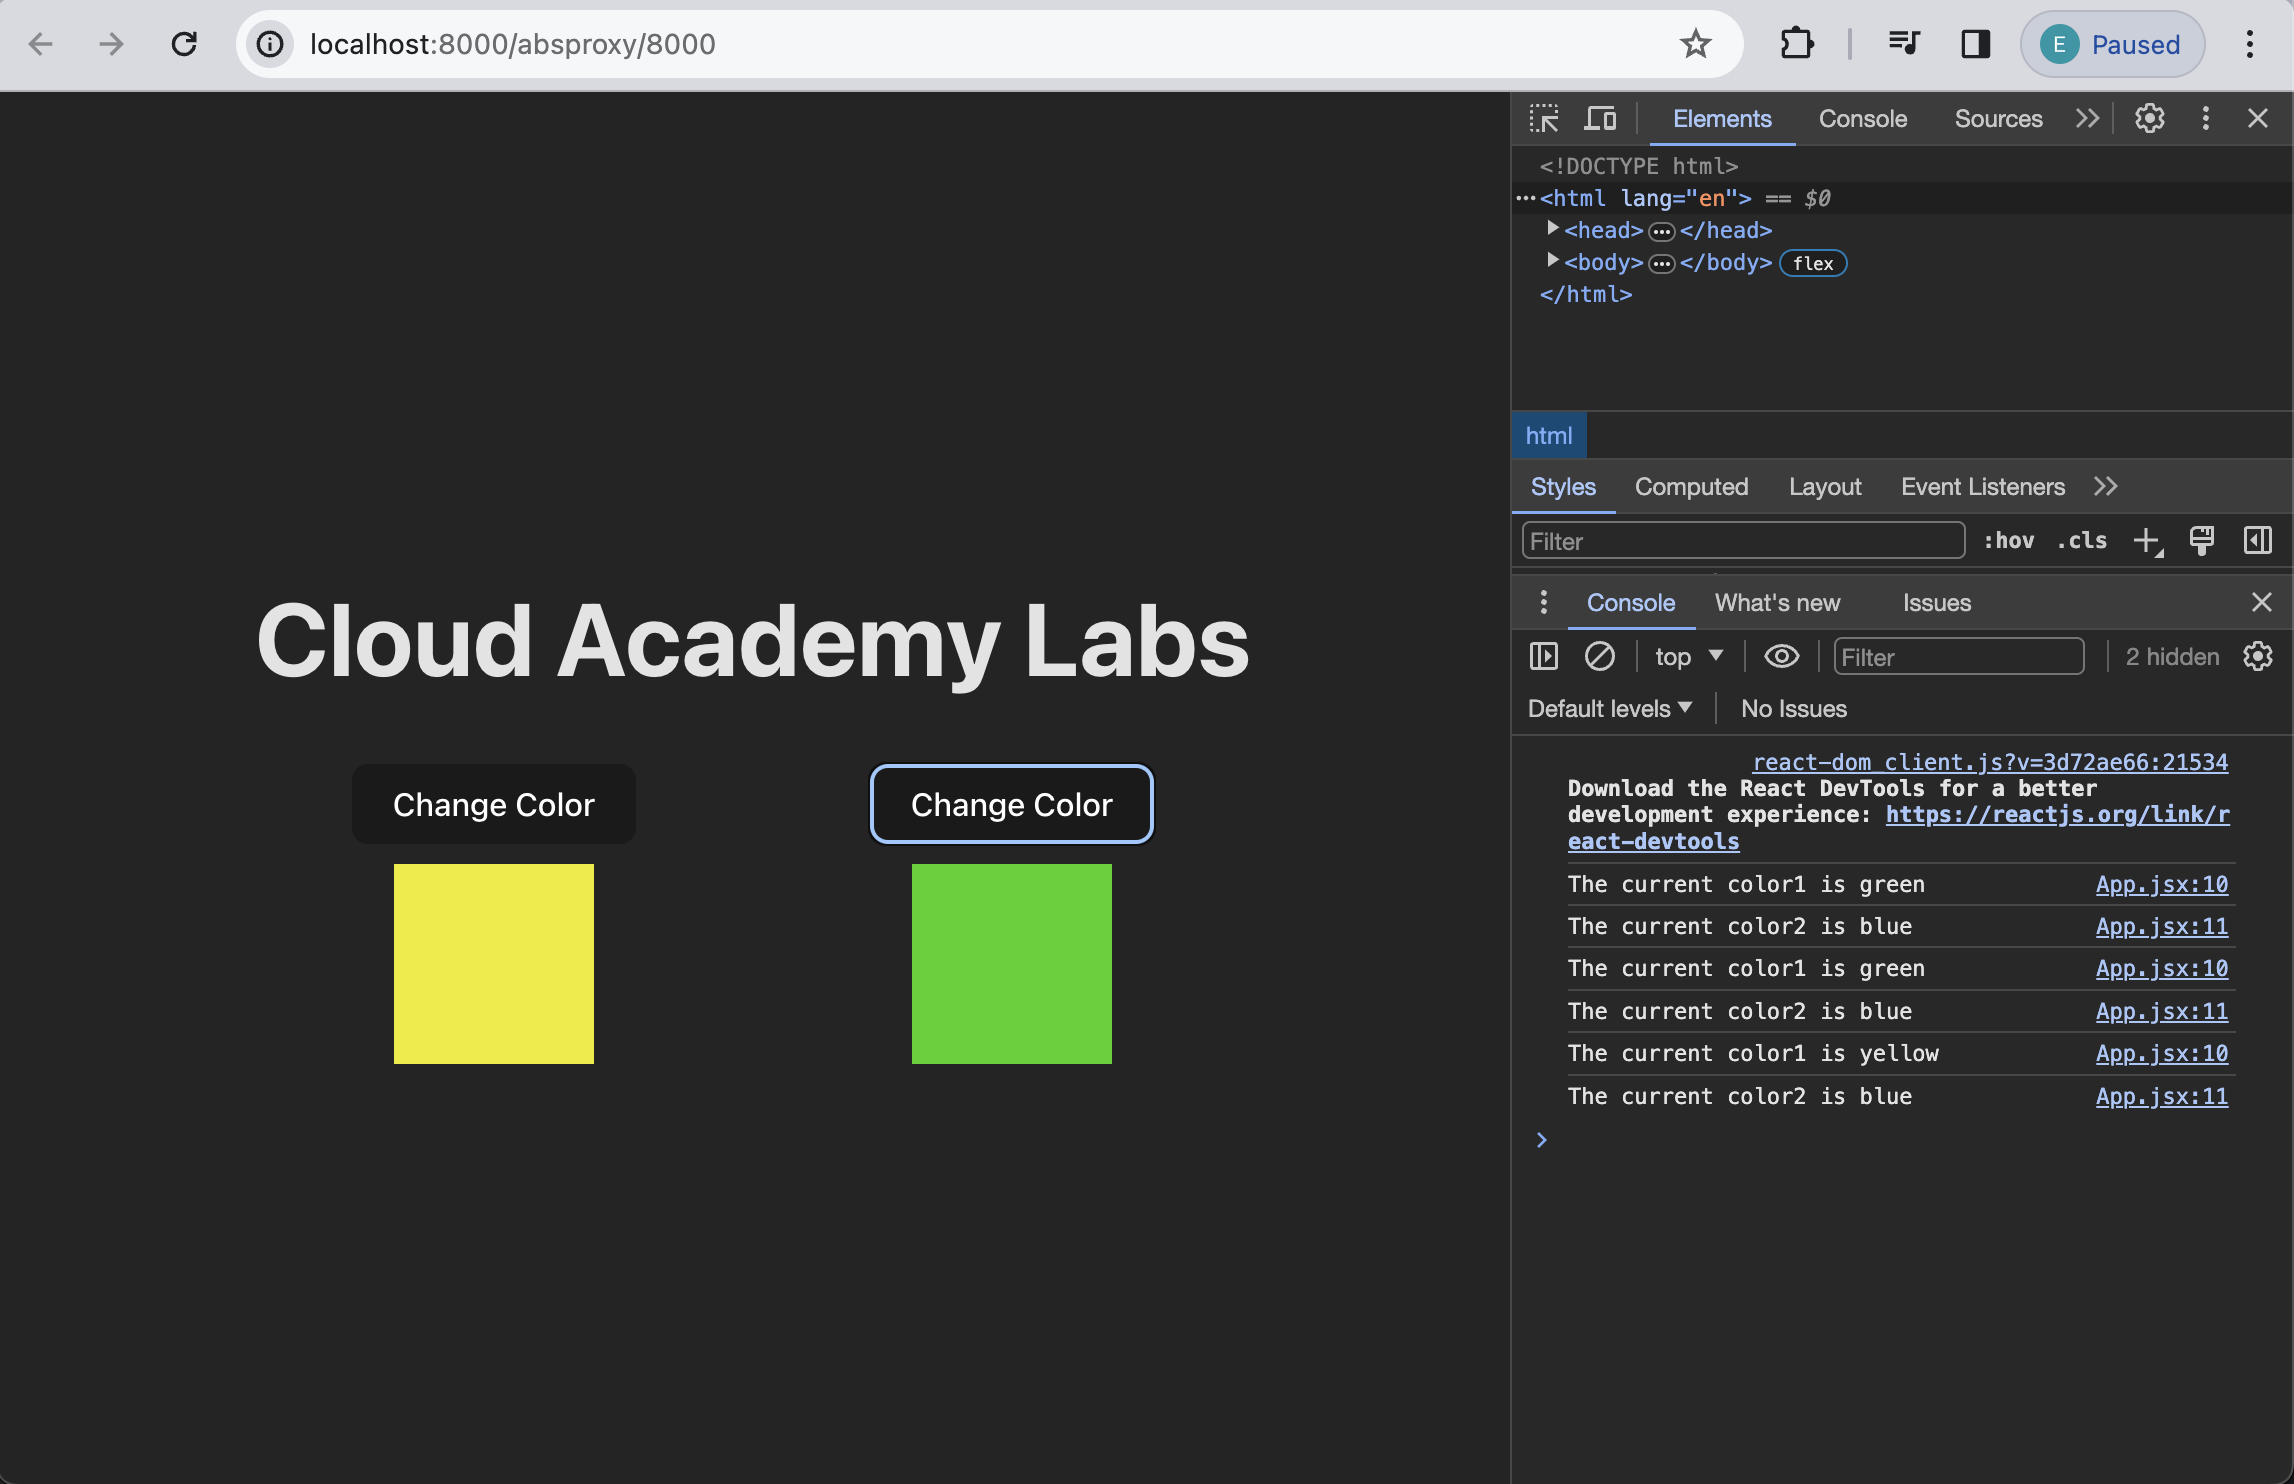 localhost:8000/absproxy/8000
E Paused
Elements Console Sources
<!DOCTYPE html>
<html lang="en"> == $0
<head> </head>
<body> </body> flex
</html>
html
Styles Computed Layout Event Listeners
Filter :hov .cls
Console What's new Issues
top Filter 2 hidden
Default levels No Issues
react-dom_client.js?v=3d72ae66:21534
Download the React DevTools for a better
development experience: https://reactjs.org/link/r
eact-devtools
The current color1 is green App.jsx:10
The current color2 is blue App.jsx:11
The current color1 is green App.jsx:10
The current color2 is blue App.jsx:11
The current color1 is yellow App.jsx:10
The current color2 is blue App.jsx:11
Cloud Academy Labs
Change Color Change Color